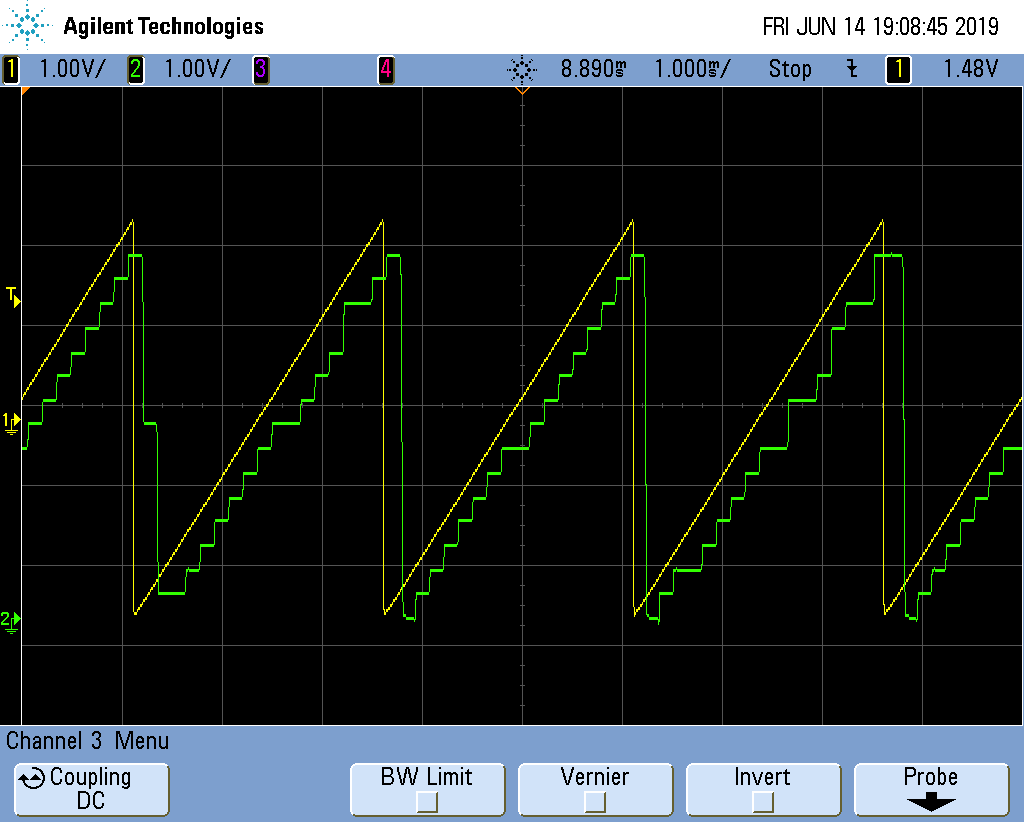 Agilent Technologies FRI JUN 14 19:08:45 2019
1 1.00V/ 2 1.00V/ 3 4 8.890ms 1.000ms/ Stop 1 1.48V
T
1
2
Channel 3 Menu
Coupling BW Limit Vernier Invert Probe
DC